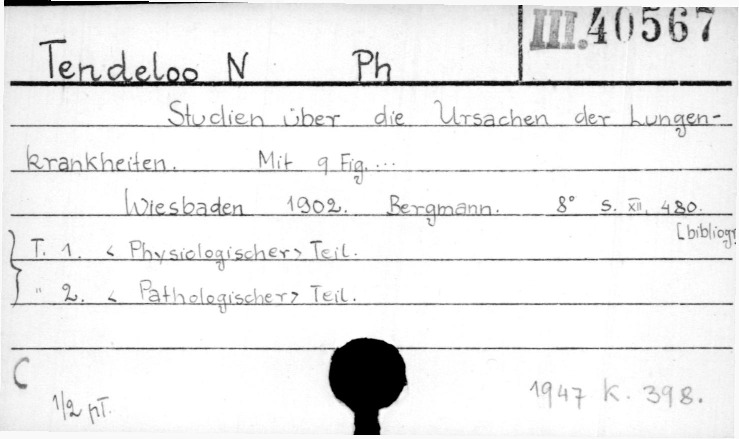 III.40567
Tendeloo N Ph
Studien über die Ursachen der Lungen-
krankheiten. Mit 9 Fig. ...
Wiesbaden 1902. Bergmann. 8° S. XII, 480.
[bibliogr
T. 1. < Physiologischer > Teil.
" 2. < Pathologischer > Teil.
C
1/2 pT.
1947 K. 398.